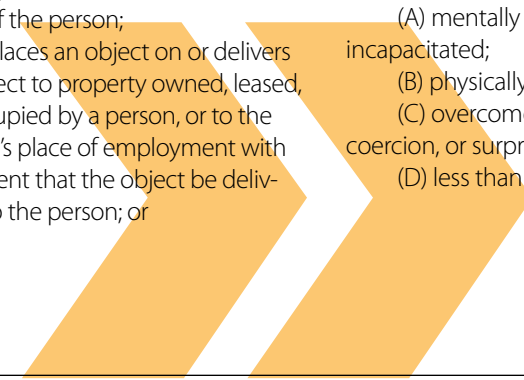 f the person;
laces an object on or delivers
ect to property owned, leased,
upied by a person, or to the
's place of employment with
ent that the object be deliv-
o the person; or
(A) mentally
incapacitated;
(B) physically
(C) overcome
coercion, or surpr
(D) less than